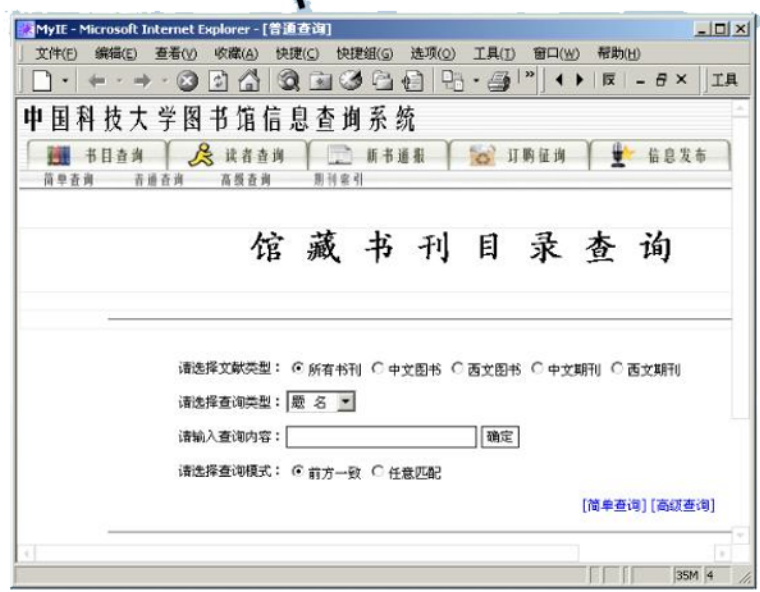 MyIE - Microsoft Internet Explorer - [普通查询]
文件(F) 编辑(E) 查看(V) 收藏(A) 快捷(C) 快捷组(G) 选项(O) 工具(T) 窗口(W) 帮助(H)
反 工具
中国科技大学图书馆信息查询系统
书目查询 读者查询 新书通报 订购征询 信息发布
简单查询 普通查询 高级查询 期刊索引
馆藏书刊目录查询
请选择文献类型： 所有书刊 中文图书 西文图书 中文期刊 西文期刊
请选择查询类型： 题 名
请输入查询内容： 确定
请选择查询模式： 前方一致 任意匹配
[简单查询] [高级查询]
35M 4